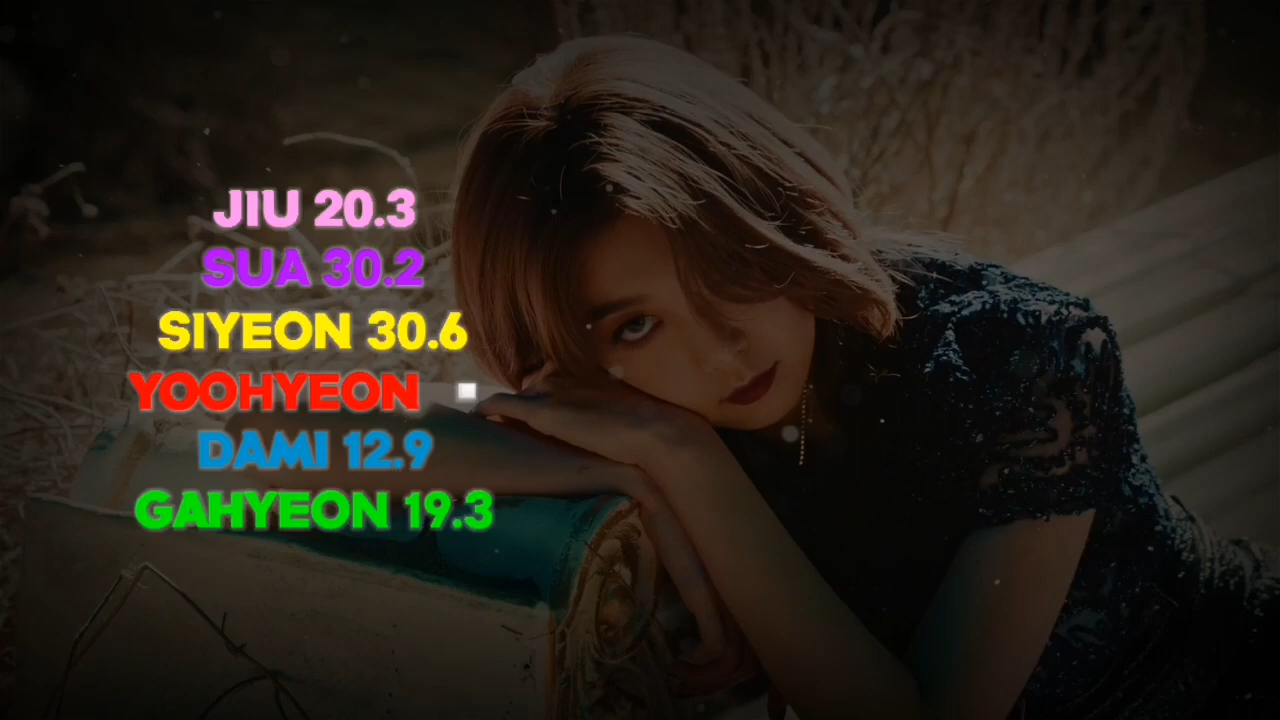 JIU 20.3
SUA 30.2
SIYEON 30.6
YOOHYEON
DAMI 12.9
GAHYEON 19.3